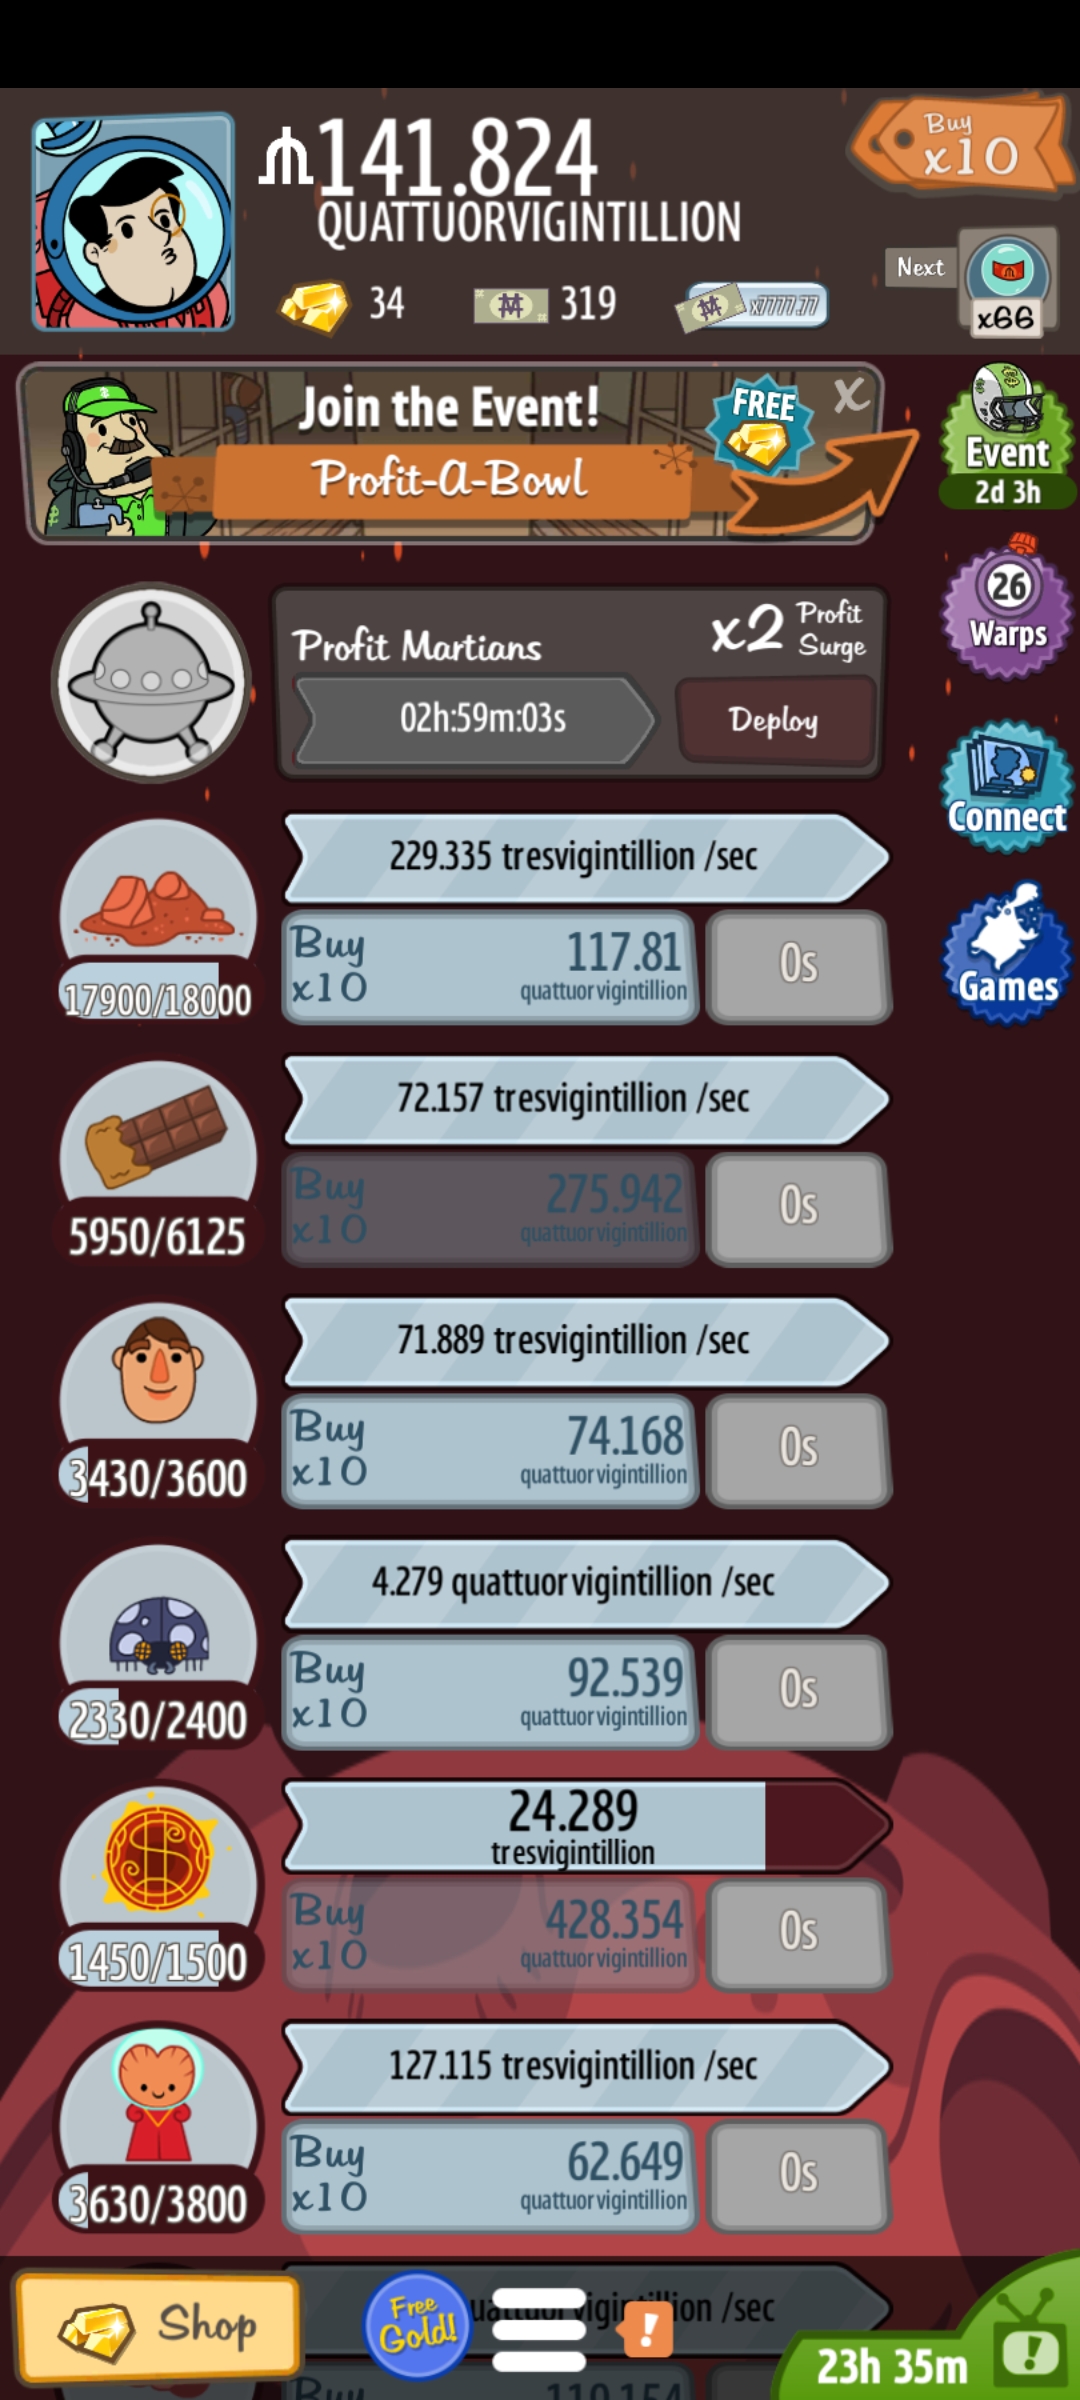 141.824
QUATTUORVIGINTILLION
Buy
x10
34
319
x7777.77
Next
x66
Join the Event!
Profit-A-Bowl
FREE
X
Event
2d 3h
Profit Martians
x2 Profit
Surge
02h:59m:03s
Deploy
26
Warps
Connect
Games
229.335 tresvigintillion /sec
Buy
x10
117.81
quattuorvigintillion
0s
17900/18000
72.157 tresvigintillion /sec
Buy
x10
275.942
quattuorvigintillion
0s
5950/6125
71.889 tresvigintillion /sec
Buy
x10
74.168
quattuorvigintillion
0s
3430/3600
4.279 quattuorvigintillion /sec
Buy
x10
92.539
quattuorvigintillion
0s
2330/2400
24.289
tresvigintillion
Buy
x10
428.354
quattuorvigintillion
0s
1450/1500
127.115 tresvigintillion /sec
Buy
x10
62.649
quattuorvigintillion
0s
3630/3800
/sec
Shop
Free
Gold!
!
23h 35m
!
Buy